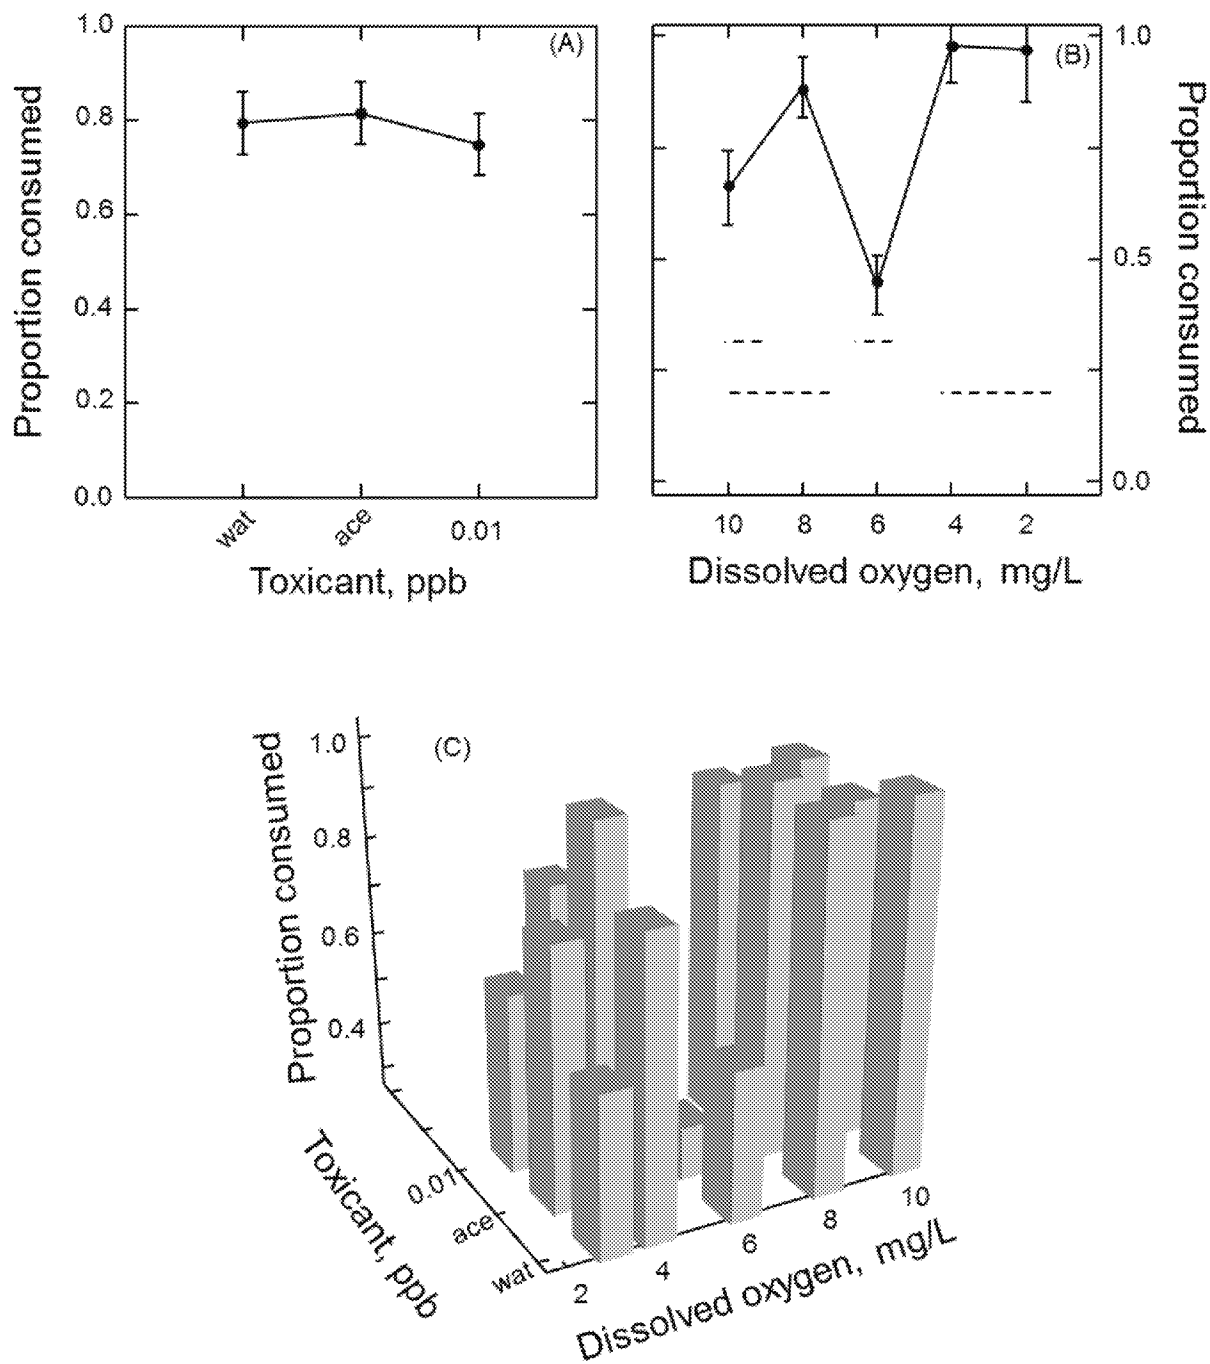 (A)
Proportion consumed
1.0
0.8
0.6
0.4
0.2
0.0
wat
ace
0.01
Toxicant, ppb
(B)
1.0
0.5
0.0
Proportion consumed
10 8 6 4 2
Dissolved oxygen, mg/L
(C)
Proportion consumed
1.0
0.8
0.6
0.4
Toxicant, ppb
0.01
ace
wat
2 4 6 8 10
Dissolved oxygen, mg/L